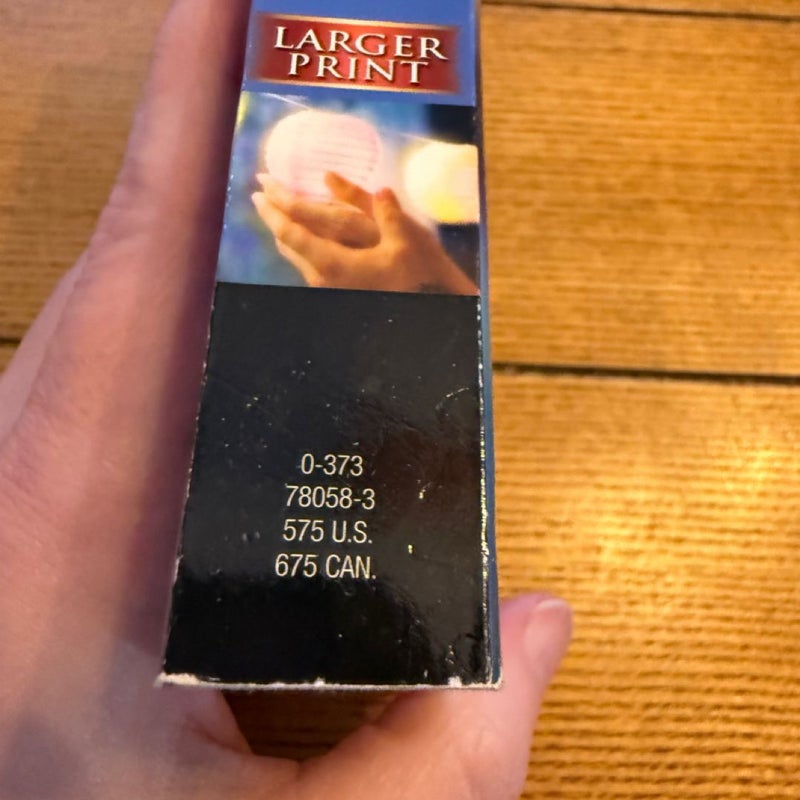 LARGER
PRINT
0-373
78058-3
575 U.S.
675 CAN.